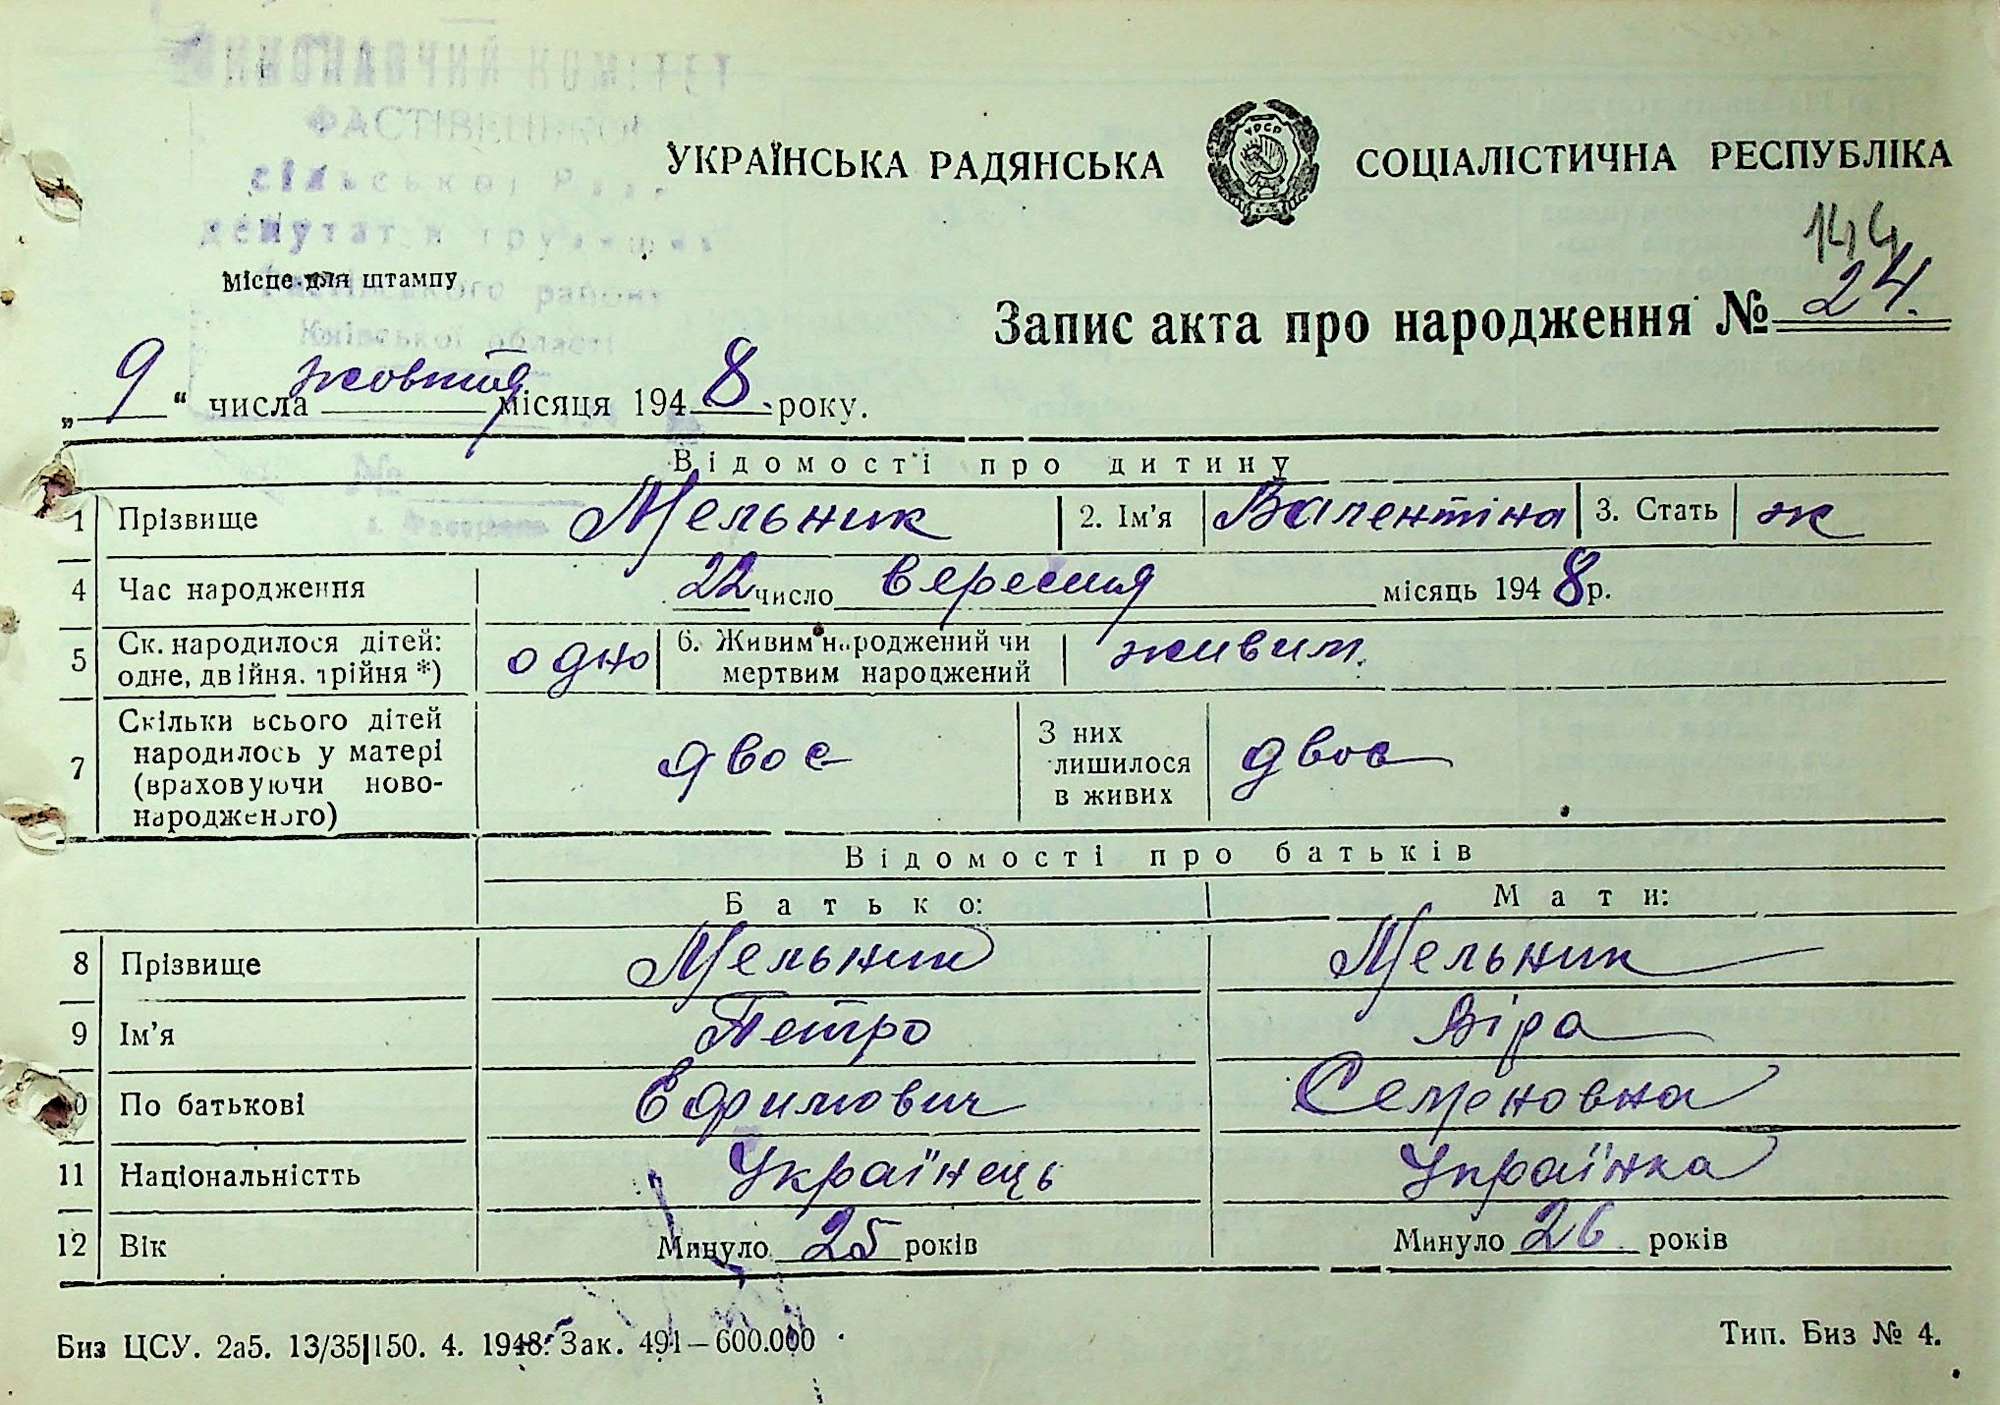 ВИКОНАВЧИЙ КОМІТЕТ
ФАСТІВЕЦЬКОЇ
сільської Ради
депутатів трудящих
Фастівського району
Київської області
УКРАЇНСЬКА РАДЯНСЬКА СОЦІАЛІСТИЧНА РЕСПУБЛІКА
УРСР
144
Місце для штампу
Запис акта про народження № 24.
„9“ числа жовтня місяця 1948 року.
№
Відомості про дитину
1 Прізвище Мельник 2. Ім'я Валентіна 3. Стать ж
4 Час народження 22 число вересня місяць 1948 р.
5 Ск. народилося дітей: одно 6. Живим народжений чи живим.
одне, двійня, трійня *) мертвим народжений
7 Скільки всього дітей народилось у матері (враховуючи ново-народженого) двоє З них лишилося в живих двоє
Відомості про батьків
Батько: Мати:
8 Прізвище Мельник Мельник
9 Ім'я Петро Віра
10 По батькові Ефимович Семеновна
11 Національністть Українець Українка
12 Вік Минуло 25 років Минуло 26 років
Биз ЦСУ. 2а5. 13/35|150. 4. 1948. Зак. 491—600.000 Тип. Биз № 4.